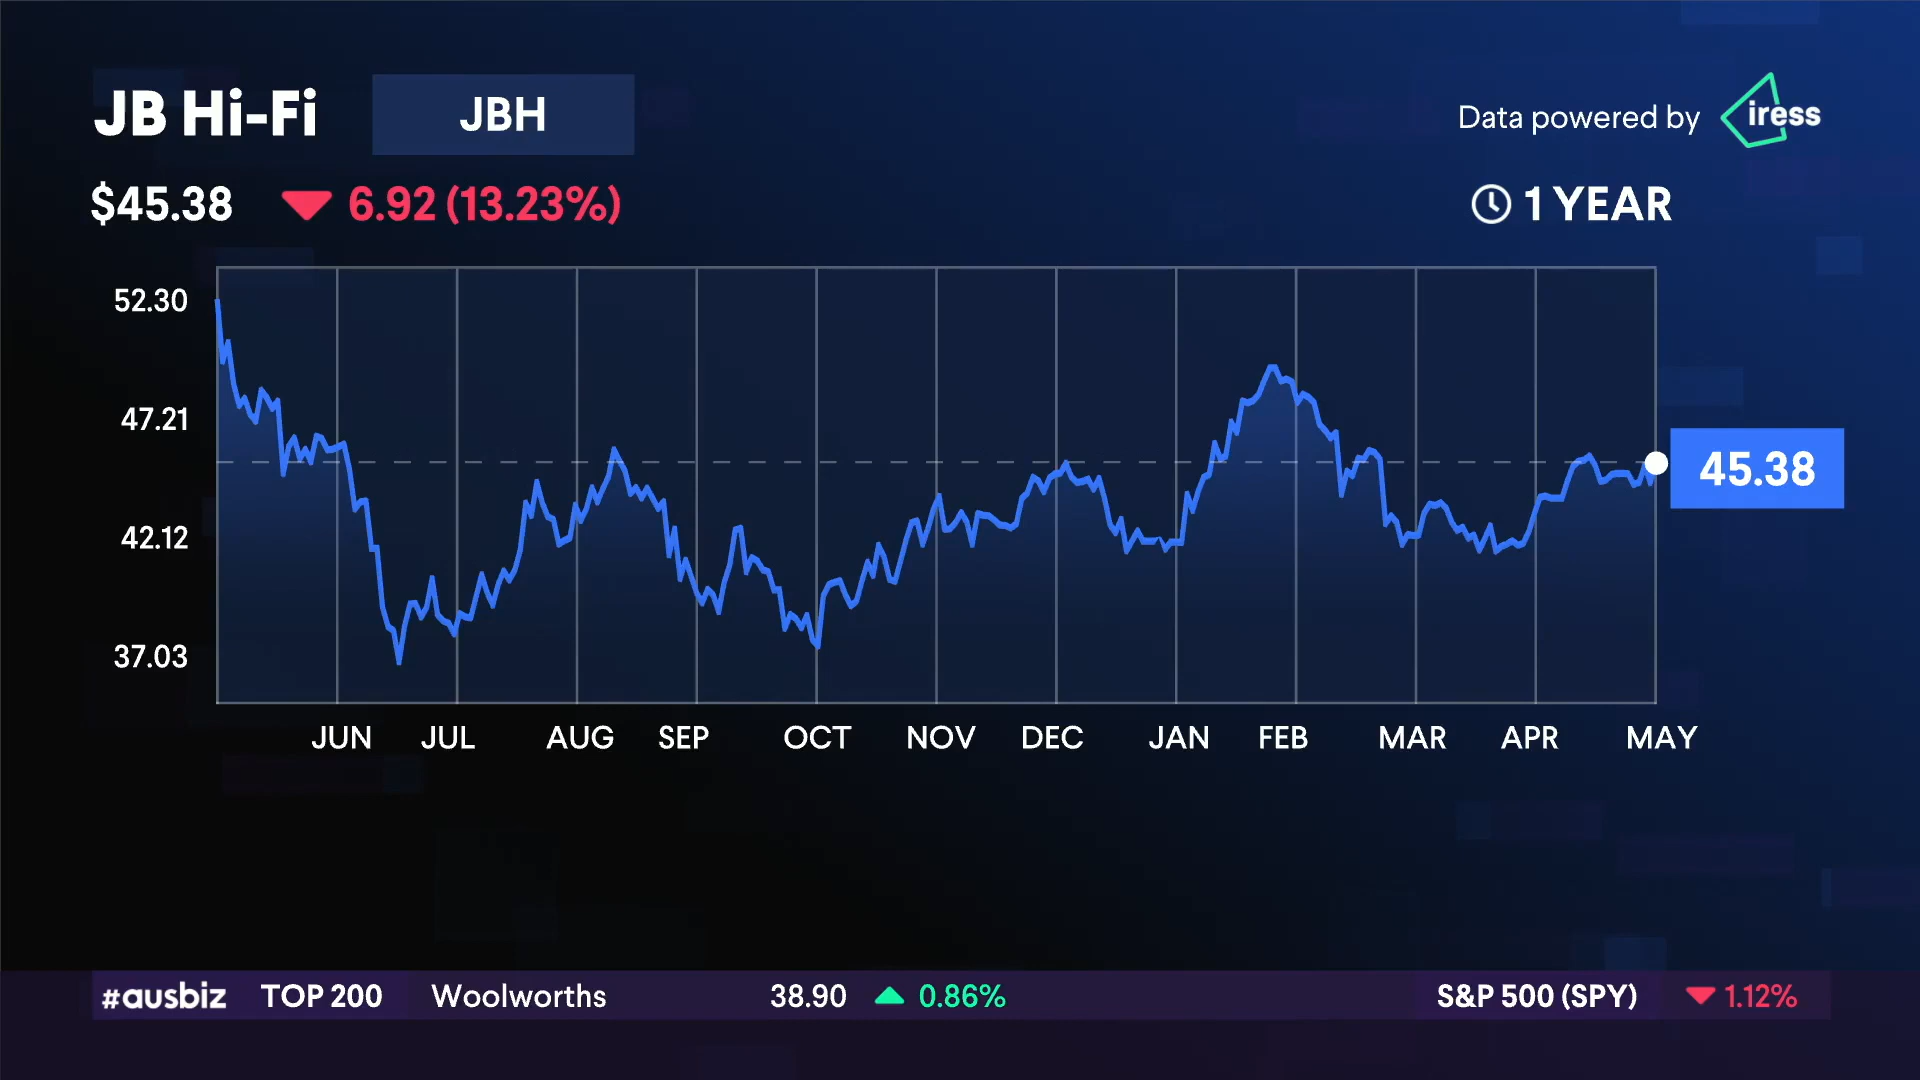 JB Hi-Fi JBH Data powered by iress
$45.38 6.92 (13.23%) 1 YEAR
52.30
47.21
45.38
42.12
37.03
JUN JUL AUG SEP OCT NOV DEC JAN FEB MAR APR MAY
#ausbiz TOP 200 Woolworths 38.90 0.86% S&P 500 (SPY) 1.12%